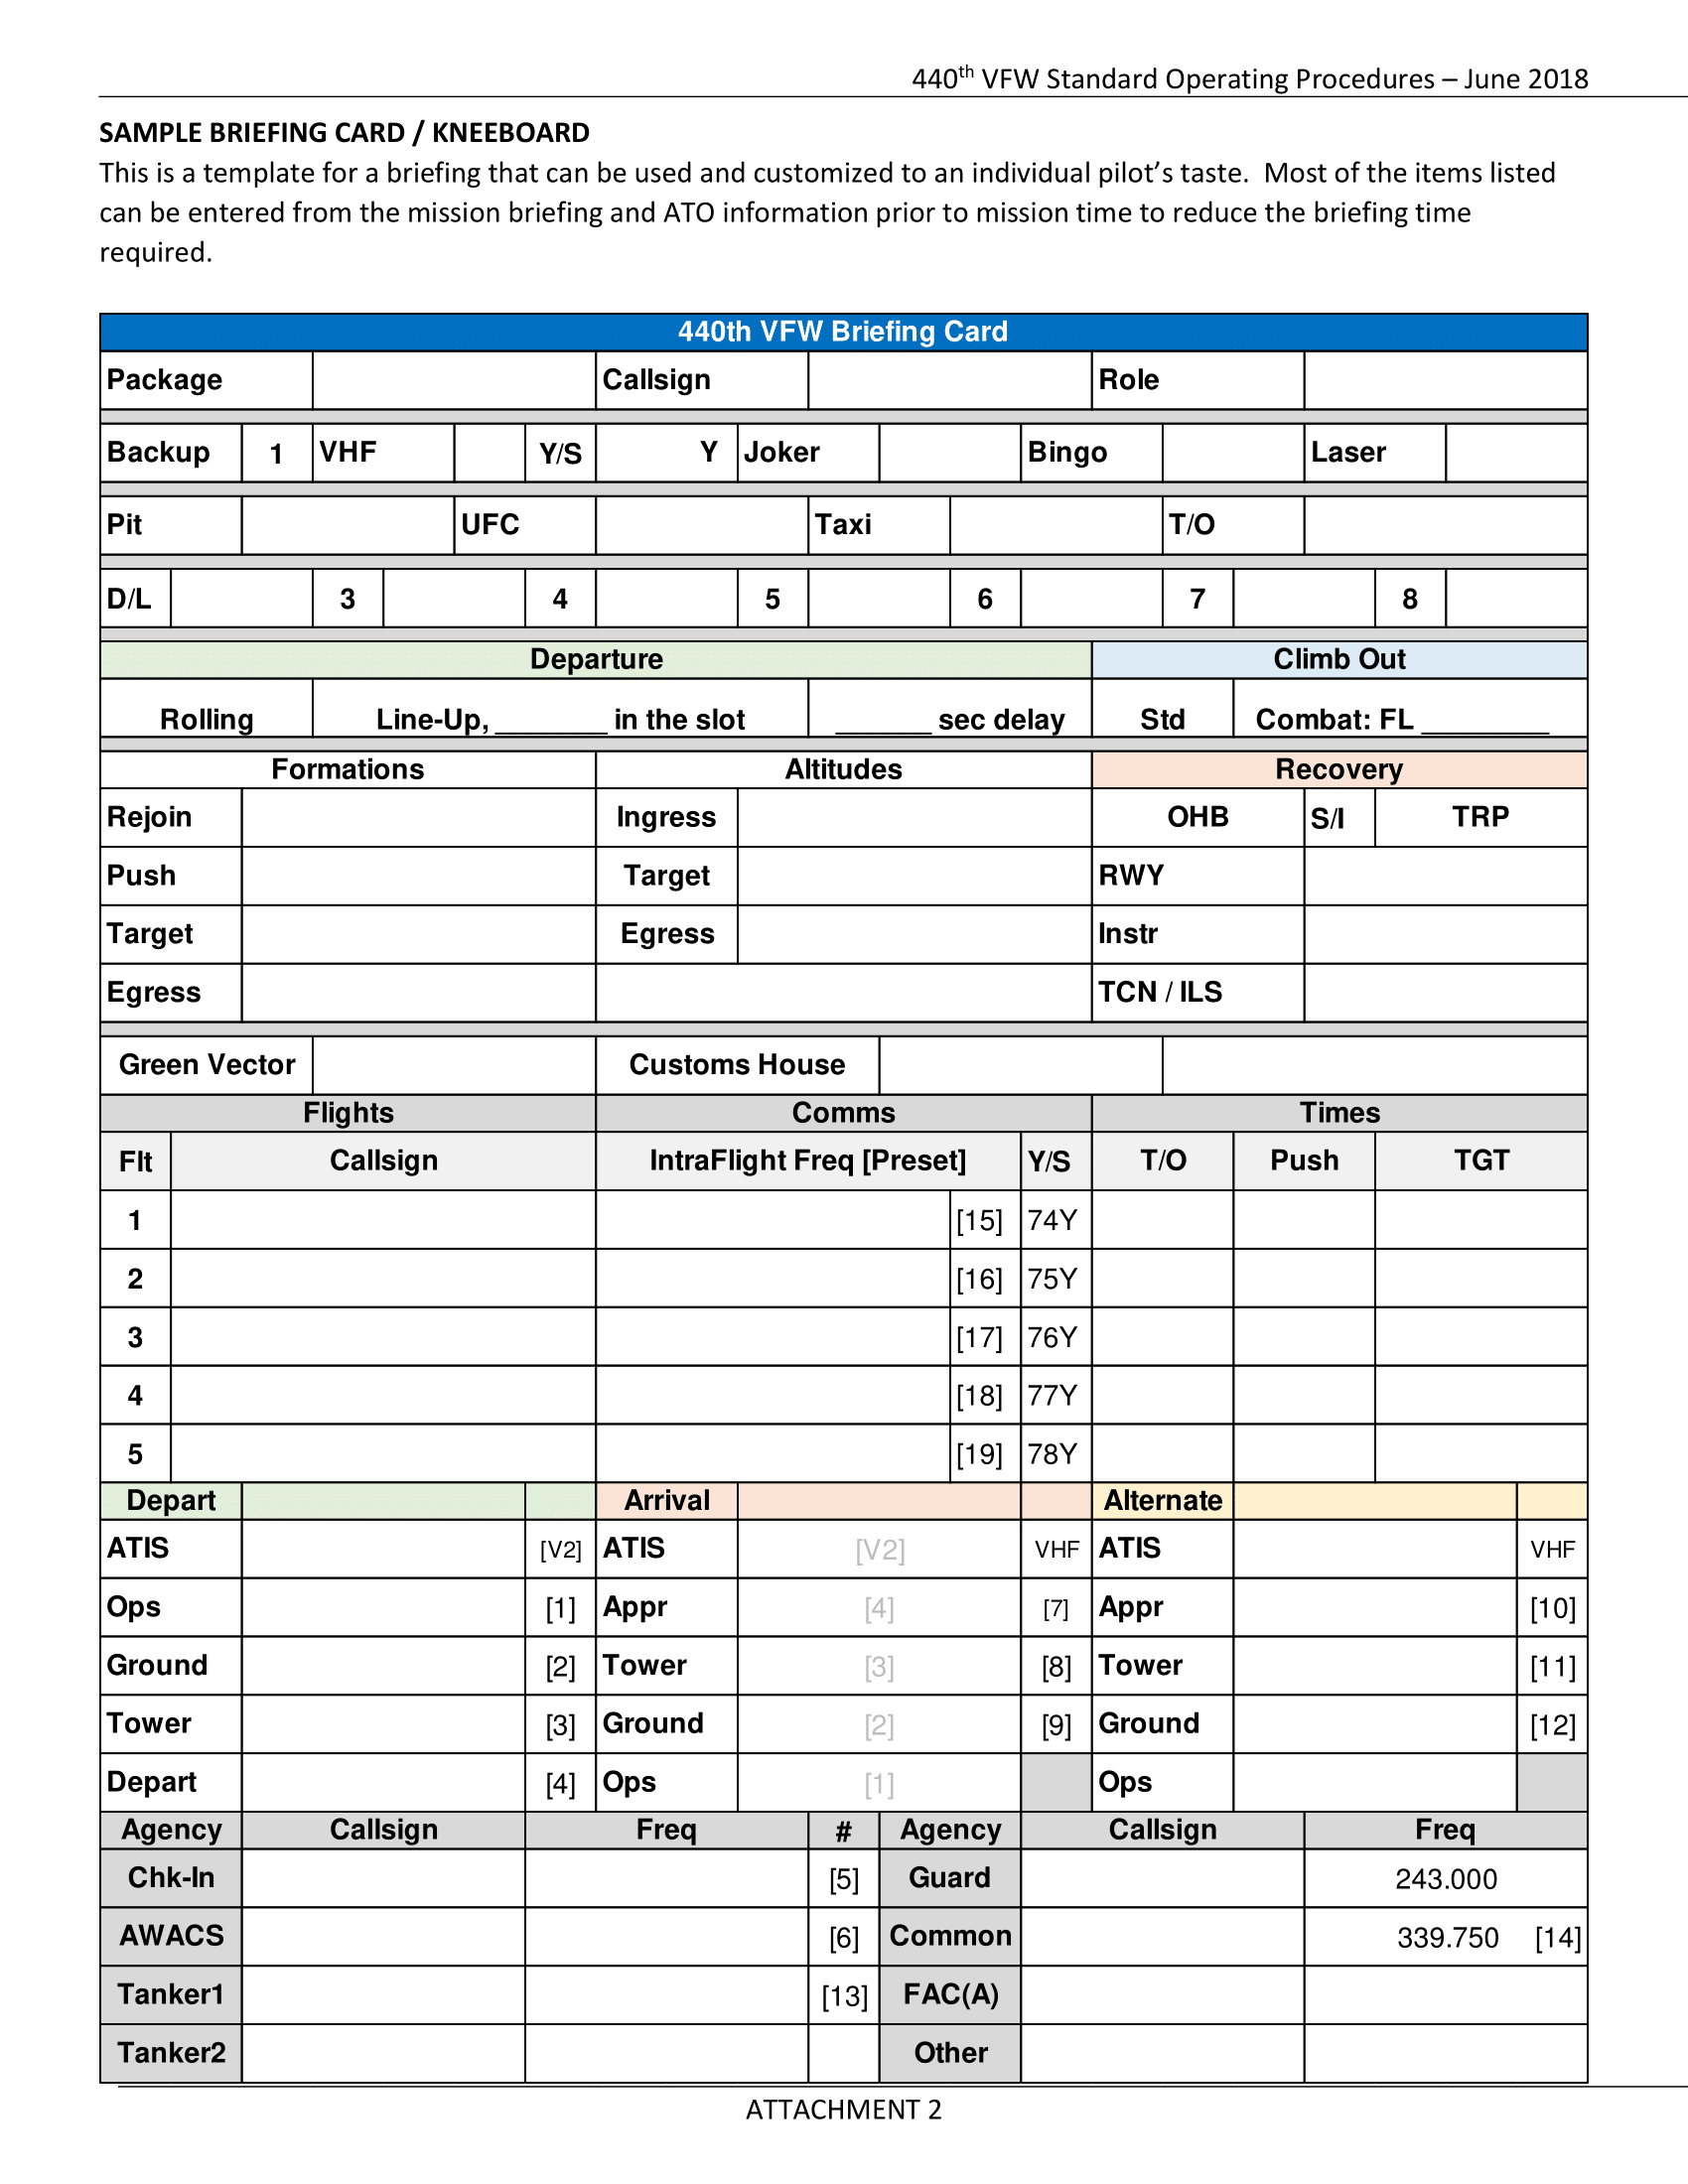 440th VFW Standard Operating Procedures – June 2018
SAMPLE BRIEFING CARD / KNEEBOARD
This is a template for a briefing that can be used and customized to an individual pilot’s taste.  Most of the items listed
can be entered from the mission briefing and ATO information prior to mission time to reduce the briefing time
required.
440th VFW Briefing Card
Package Callsign Role
Backup 1 VHF Y/S Y Joker Bingo Laser
Pit UFC Taxi T/O
D/L 3 4 5 6 7 8
Departure Climb Out
Rolling Line-Up, _______ in the slot ______ sec delay Std Combat: FL ________
Formations Altitudes Recovery
Rejoin Ingress OHB S/I TRP
Push Target RWY
Target Egress Instr
Egress TCN / ILS
Green Vector Customs House
Flights Comms Times
Flt Callsign IntraFlight Freq [Preset] Y/S T/O Push TGT
1 [15] 74Y
2 [16] 75Y
3 [17] 76Y
4 [18] 77Y
5 [19] 78Y
Depart Arrival Alternate
ATIS [V2] ATIS [V2] VHF ATIS VHF
Ops [1] Appr [4] [7] Appr [10]
Ground [2] Tower [3] [8] Tower [11]
Tower [3] Ground [2] [9] Ground [12]
Depart [4] Ops [1] Ops
Agency Callsign Freq # Agency Callsign Freq
Chk-In [5] Guard 243.000
AWACS [6] Common 339.750 [14]
Tanker1 [13] FAC(A)
Tanker2 Other
ATTACHMENT 2